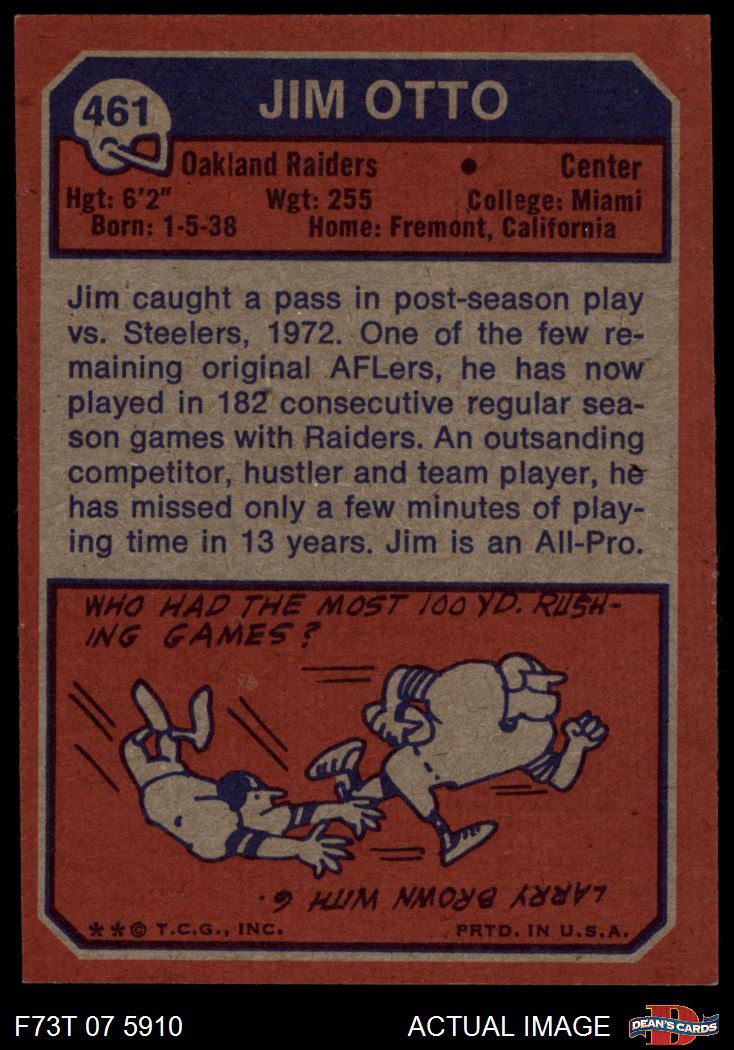 461
JIM OTTO
Oakland Raiders • Center
Hgt: 6'2" Wgt: 255 College: Miami
Born: 1-5-38 Home: Fremont, California
Jim caught a pass in post-season play
vs. Steelers, 1972. One of the few re-
maining original AFLers, he has now
played in 182 consecutive regular sea-
son games with Raiders. An outsanding
competitor, hustler and team player, he
has missed only a few minutes of play-
ing time in 13 years. Jim is an All-Pro.
WHO HAD THE MOST 100 YD. RUSH-
ING GAMES?
LARRY BROWN WITH 6.
**© T.C.G., INC. PRTD. IN U.S.A.
F73T 07 5910 ACTUAL IMAGE D DEAN'S CARDS